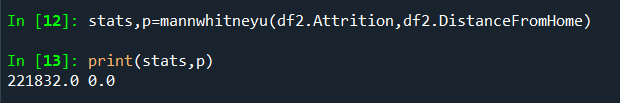 In [12]: stats,p=mannwhitneyu(df2.Attrition,df2.DistanceFromHome)
In [13]: print(stats,p)
221832.0 0.0